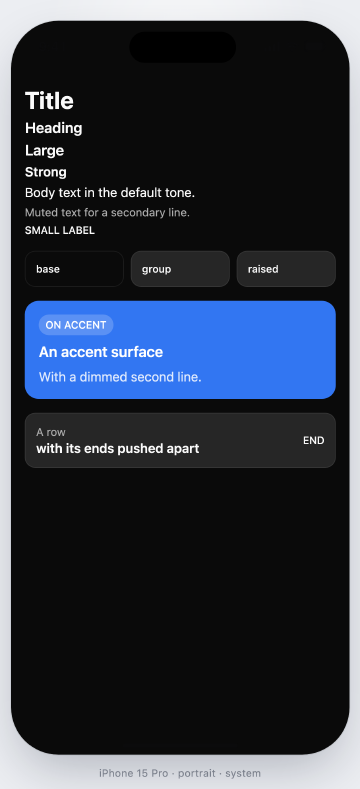 Title
Heading
Large
Strong
Body text in the default tone.
Muted text for a secondary line.
SMALL LABEL
base
group
raised
ON ACCENT
An accent surface
With a dimmed second line.
A row
with its ends pushed apart
END
iPhone 15 Pro · portrait · system